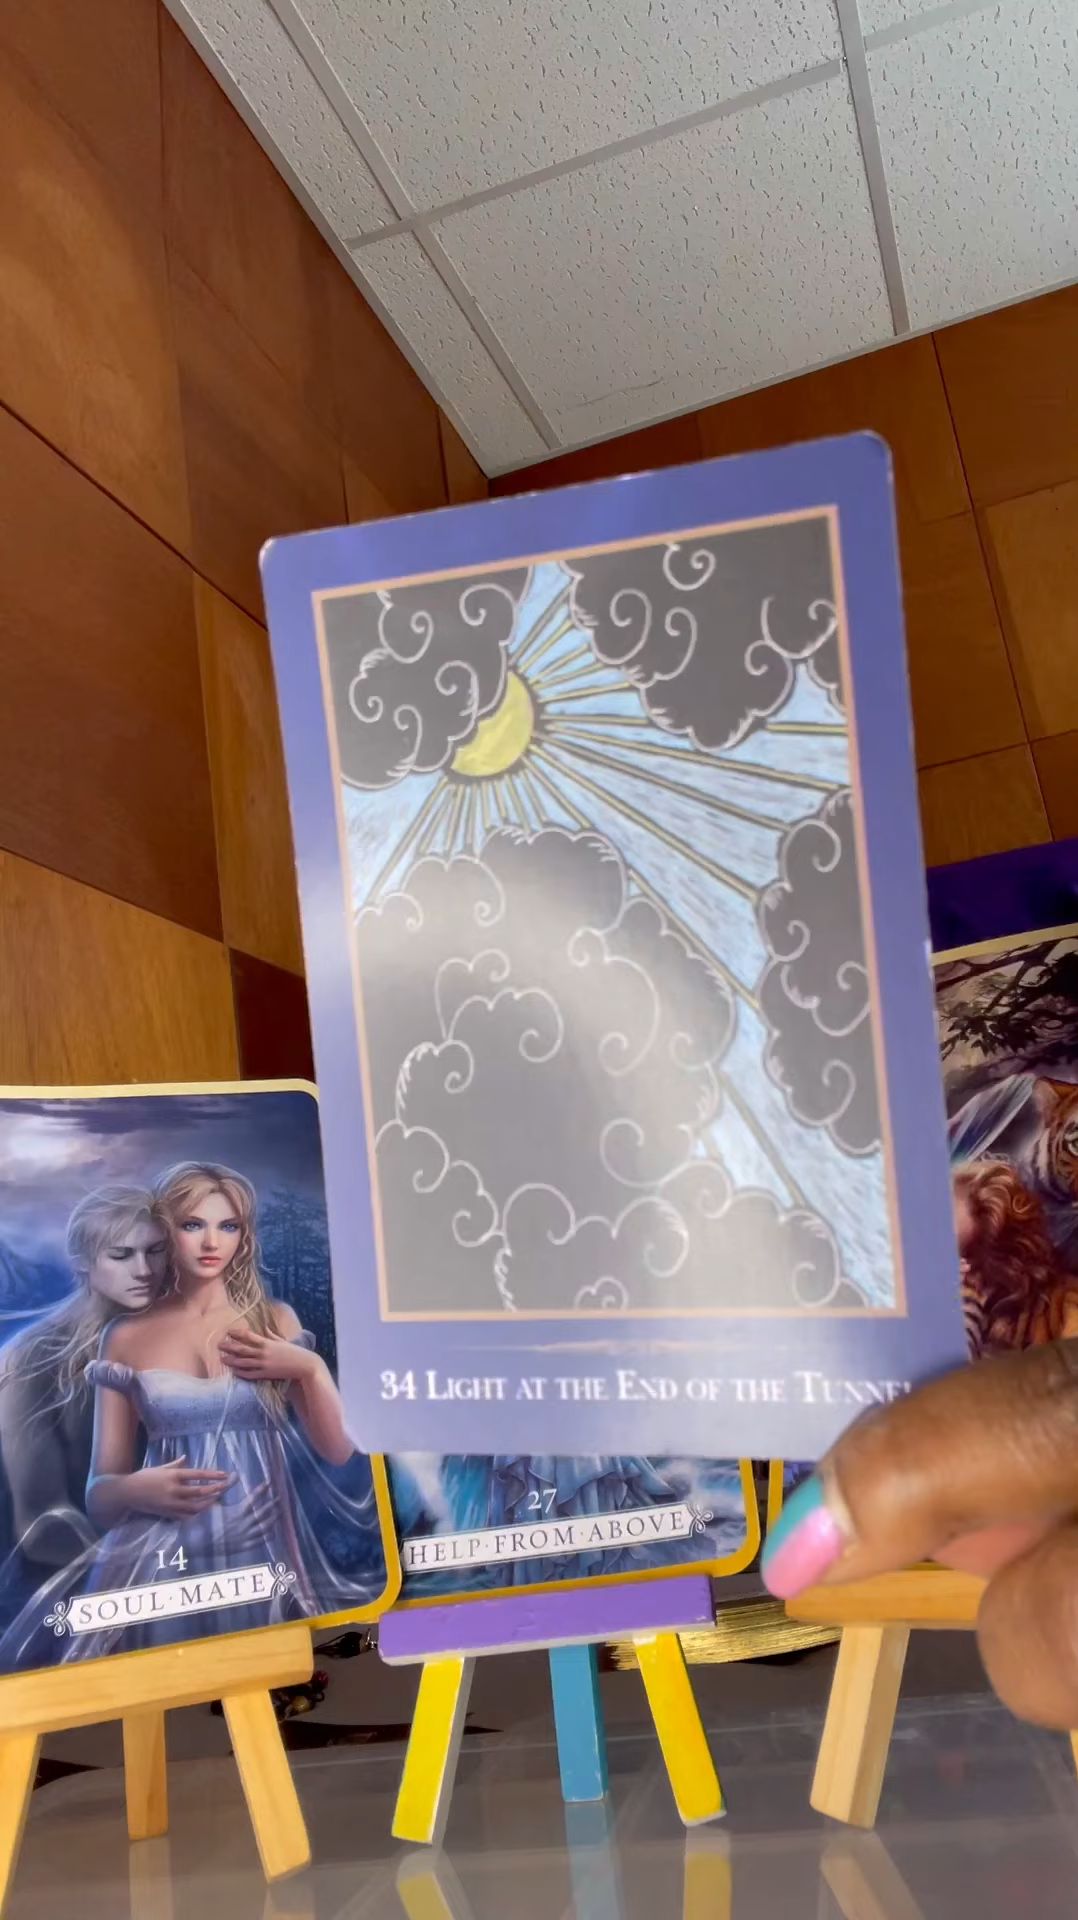 34 LIGHT AT THE END OF THE TUNNEL
27
HELP·FROM·ABOVE
14
SOUL·MATE